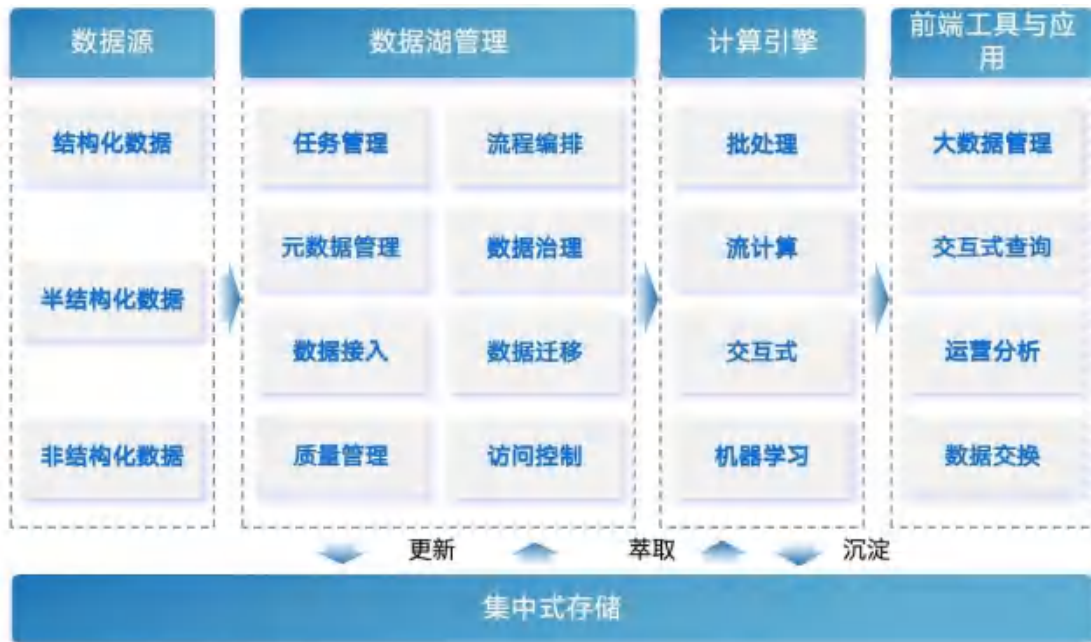 数据源
结构化数据
半结构化数据
非结构化数据
数据湖管理
任务管理
流程编排
元数据管理
数据治理
数据接入
数据迁移
质量管理
访问控制
计算引擎
批处理
流计算
交互式
机器学习
前端工具与应
用
大数据管理
交互式查询
运营分析
数据交换
更新
萃取
沉淀
集中式存储